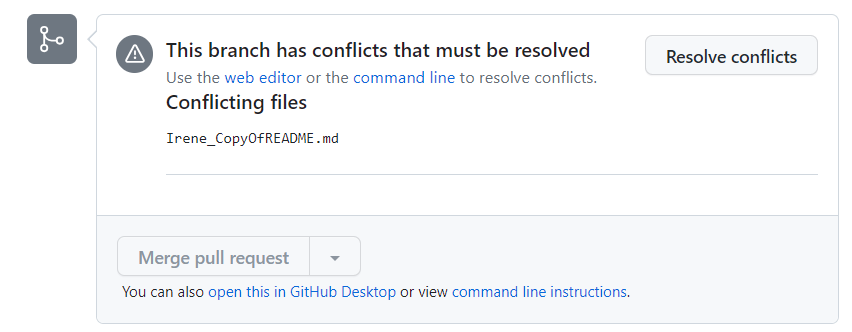 This branch has conflicts that must be resolved
Resolve conflicts
Use the web editor or the command line to resolve conflicts.
Conflicting files
Irene_CopyOfREADME.md
Merge pull request
You can also open this in GitHub Desktop or view command line instructions.